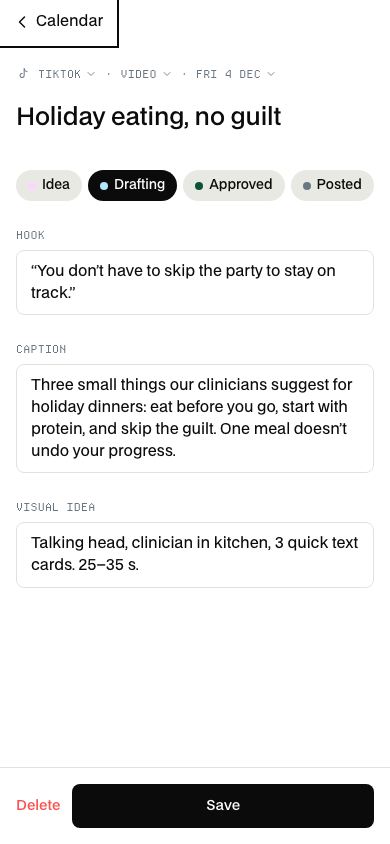 Calendar
TIKTOK · VIDEO · FRI 4 DEC
Holiday eating, no guilt
Idea Drafting Approved Posted
HOOK
“You don’t have to skip the party to stay on
track.”
CAPTION
Three small things our clinicians suggest for
holiday dinners: eat before you go, start with
protein, and skip the guilt. One meal doesn’t
undo your progress.
VISUAL IDEA
Talking head, clinician in kitchen, 3 quick text
cards. 25–35 s.
Delete Save